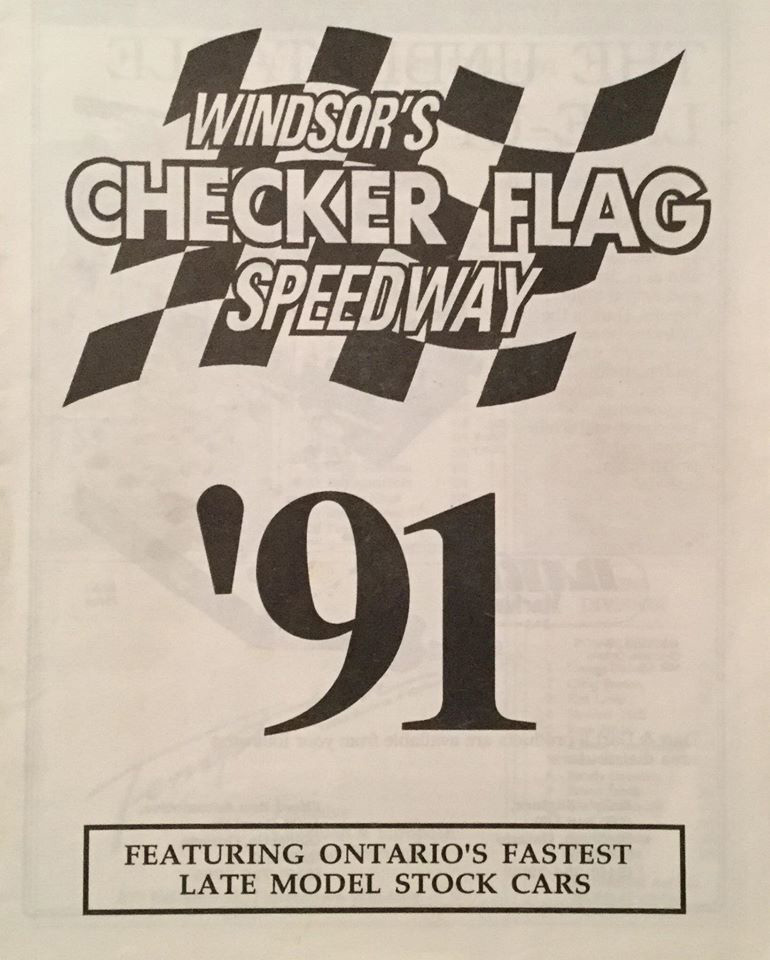 WINDSOR'S
CHECKER FLAG
SPEEDWAY
'91
FEATURING ONTARIO'S FASTEST
LATE MODEL STOCK CARS